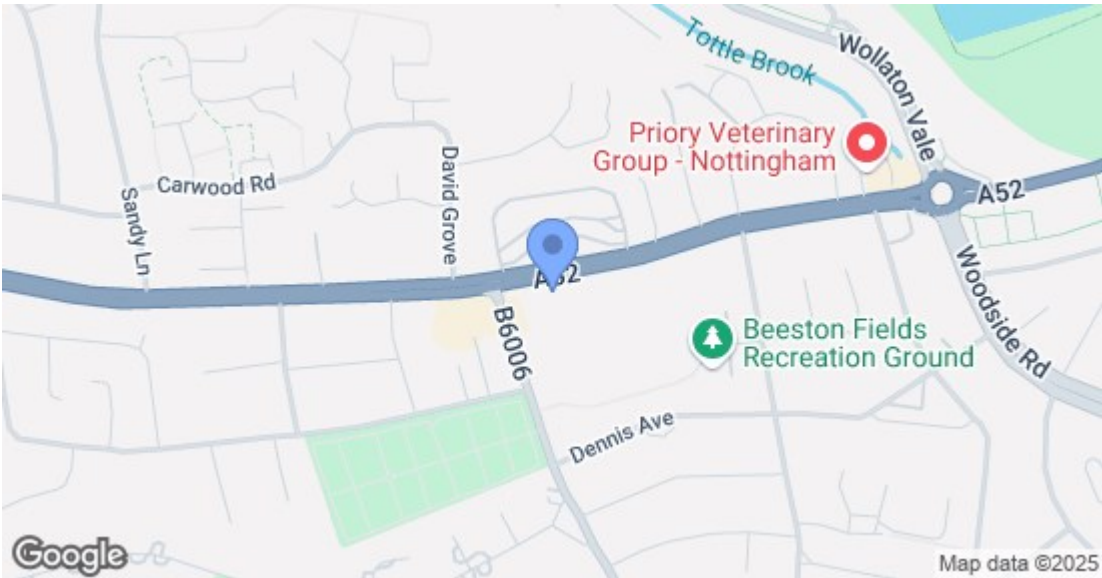 Tottle Brook
Wollaton Vale
Priory Veterinary
Group - Nottingham
David Grove
Carwood Rd
Sandy Ln
A52
A52
Woodside Rd
B6006
Beeston Fields
Recreation Ground
Dennis Ave
Google
Map data ©2025